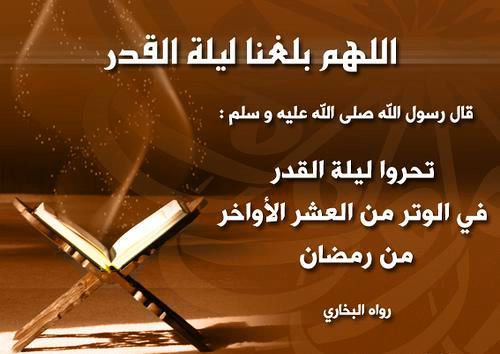 اللهم بلغنا ليلة القدر
قال رسول الله صلى الله عليه و سلم :
تحروا ليلة القدر
في الوتر من العشر الأواخر
من رمضان
رواه البخاري